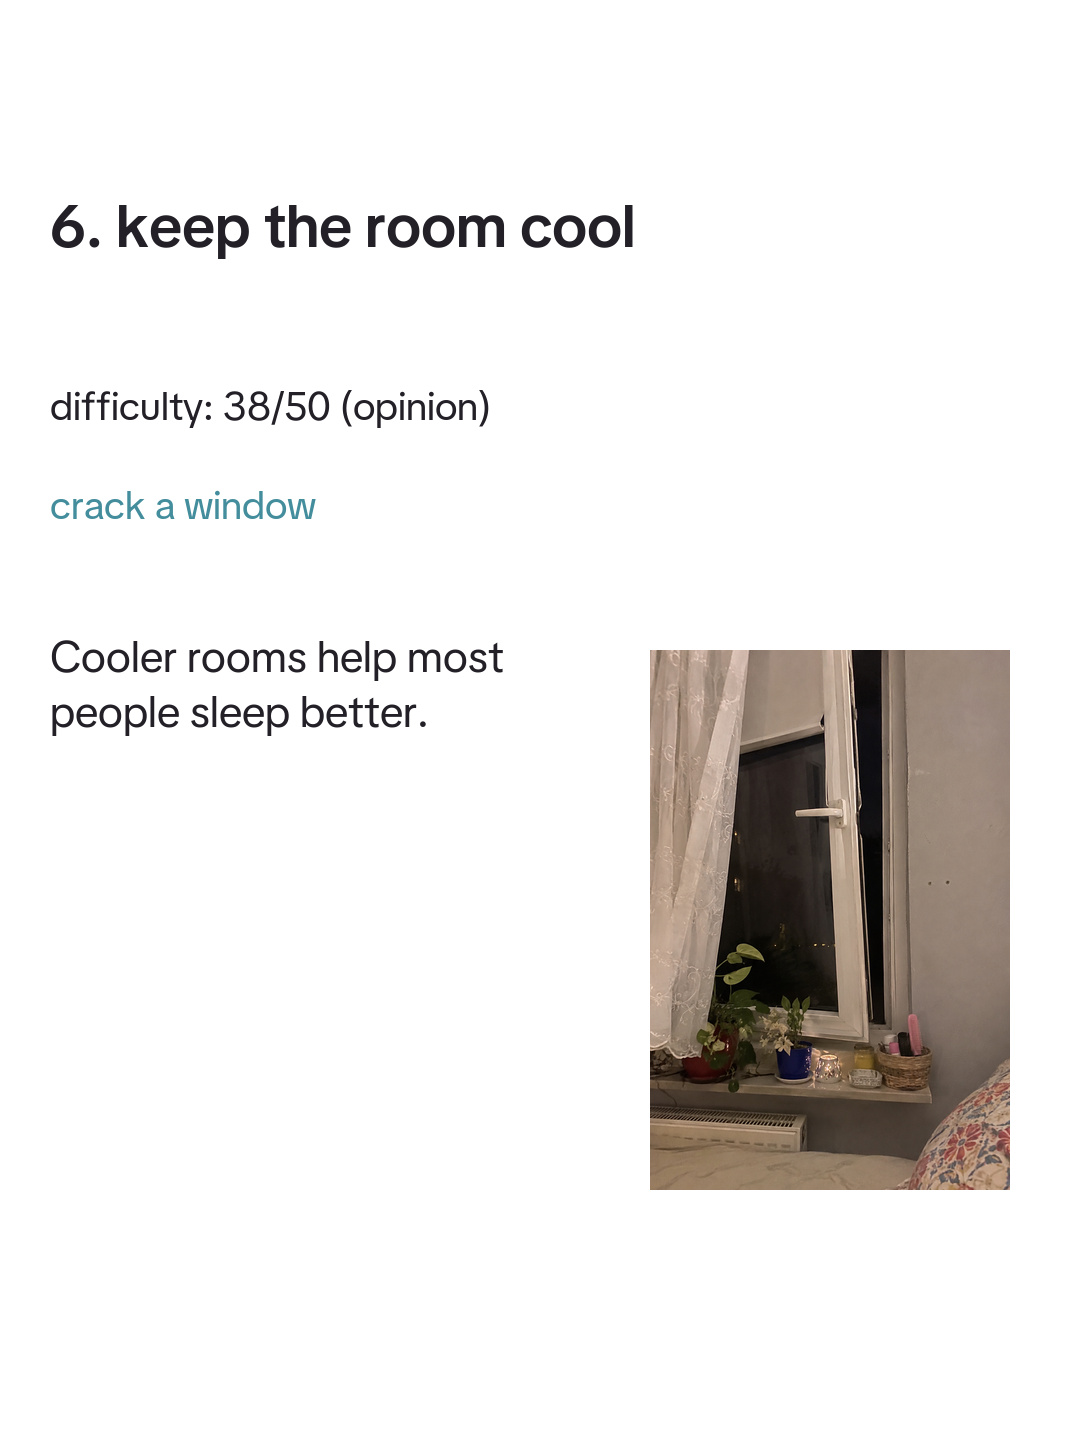 6. keep the room cool
difficulty: 38/50 (opinion)
crack a window
Cooler rooms help most
people sleep better.